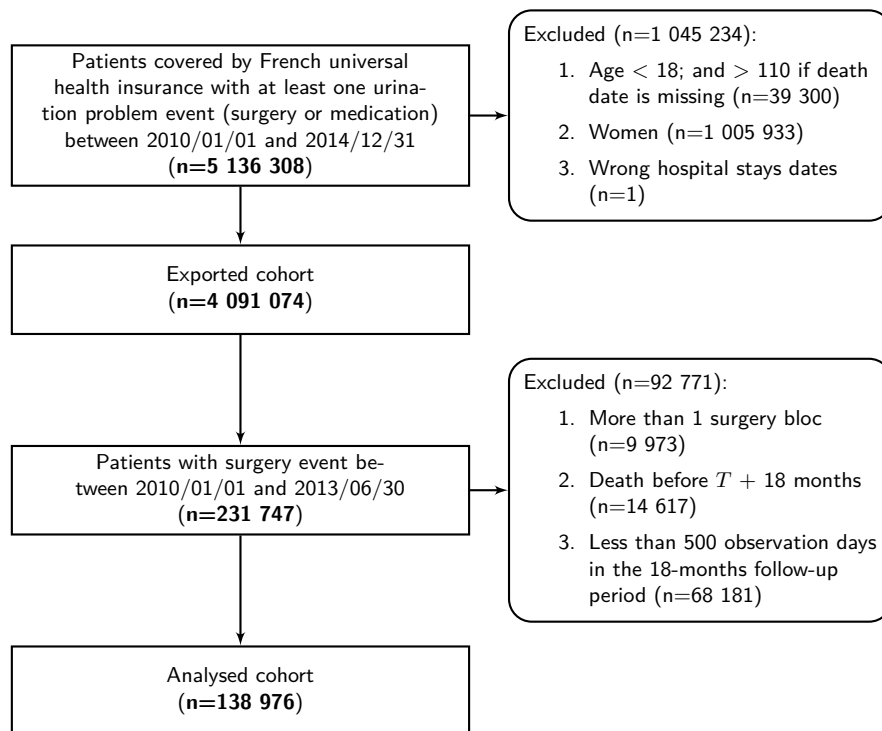 Patients covered by French universal
health insurance with at least one urina-
tion problem event (surgery or medication)
between 2010/01/01 and 2014/12/31
(n=5 136 308)
Excluded (n=1 045 234):
1. Age < 18; and > 110 if death
date is missing (n=39 300)
2. Women (n=1 005 933)
3. Wrong hospital stays dates
(n=1)
Exported cohort
(n=4 091 074)
Patients with surgery event be-
tween 2010/01/01 and 2013/06/30
(n=231 747)
Excluded (n=92 771):
1. More than 1 surgery bloc
(n=9 973)
2. Death before T + 18 months
(n=14 617)
3. Less than 500 observation days
in the 18-months follow-up
period (n=68 181)
Analysed cohort
(n=138 976)